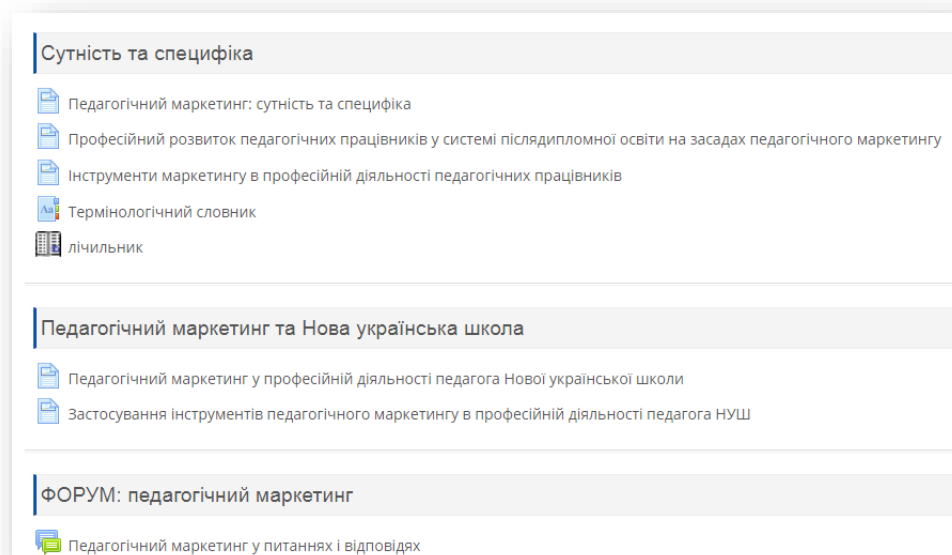 Сутність та специфіка
Педагогічний маркетинг: сутність та специфіка
Професійний розвиток педагогічних працівників у системі післядипломної освіти на засадах педагогічного маркетингу
Інструменти маркетингу в професійній діяльності педагогічних працівників
Аа
Термінологічний словник
лічильник
Педагогічний маркетинг та Нова українська школа
Педагогічний маркетинг у професійній діяльності педагога Нової української школи
Застосування інструментів педагогічного маркетингу в професійній діяльності педагога НУШ
ФОРУМ: педагогічний маркетинг
Педагогічний маркетинг у питаннях і відповідях